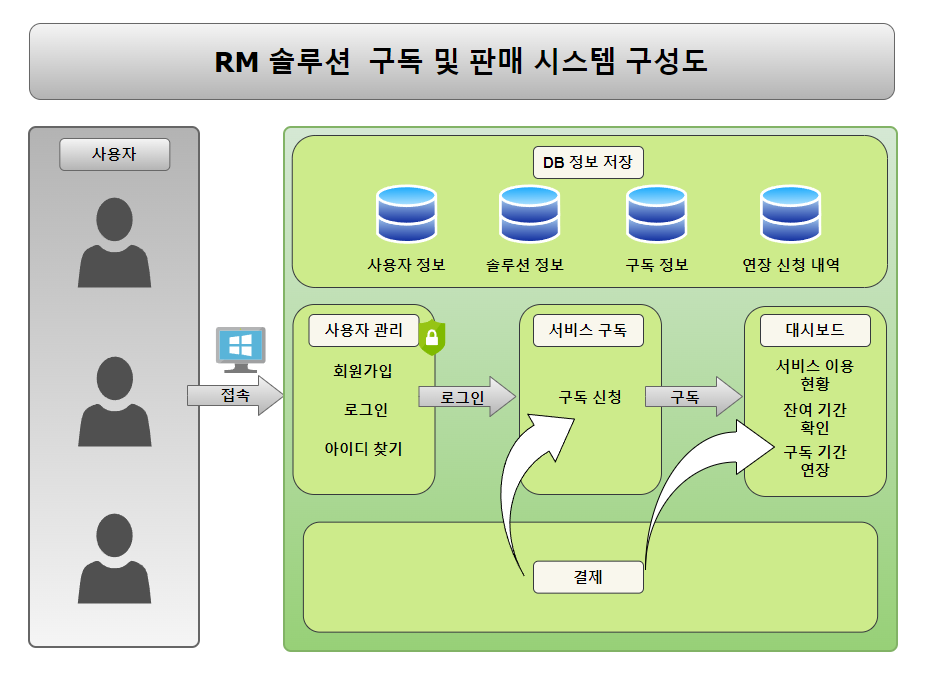 RM 솔루션 구독 및 판매 시스템 구성도
사용자
DB 정보 저장
사용자 정보
솔루션 정보
구독 정보
연장 신청 내역
접속
사용자 관리
회원가입
로그인
아이디 찾기
로그인
서비스 구독
구독 신청
구독
대시보드
서비스 이용
현황
잔여 기간
확인
구독 기간
연장
결제